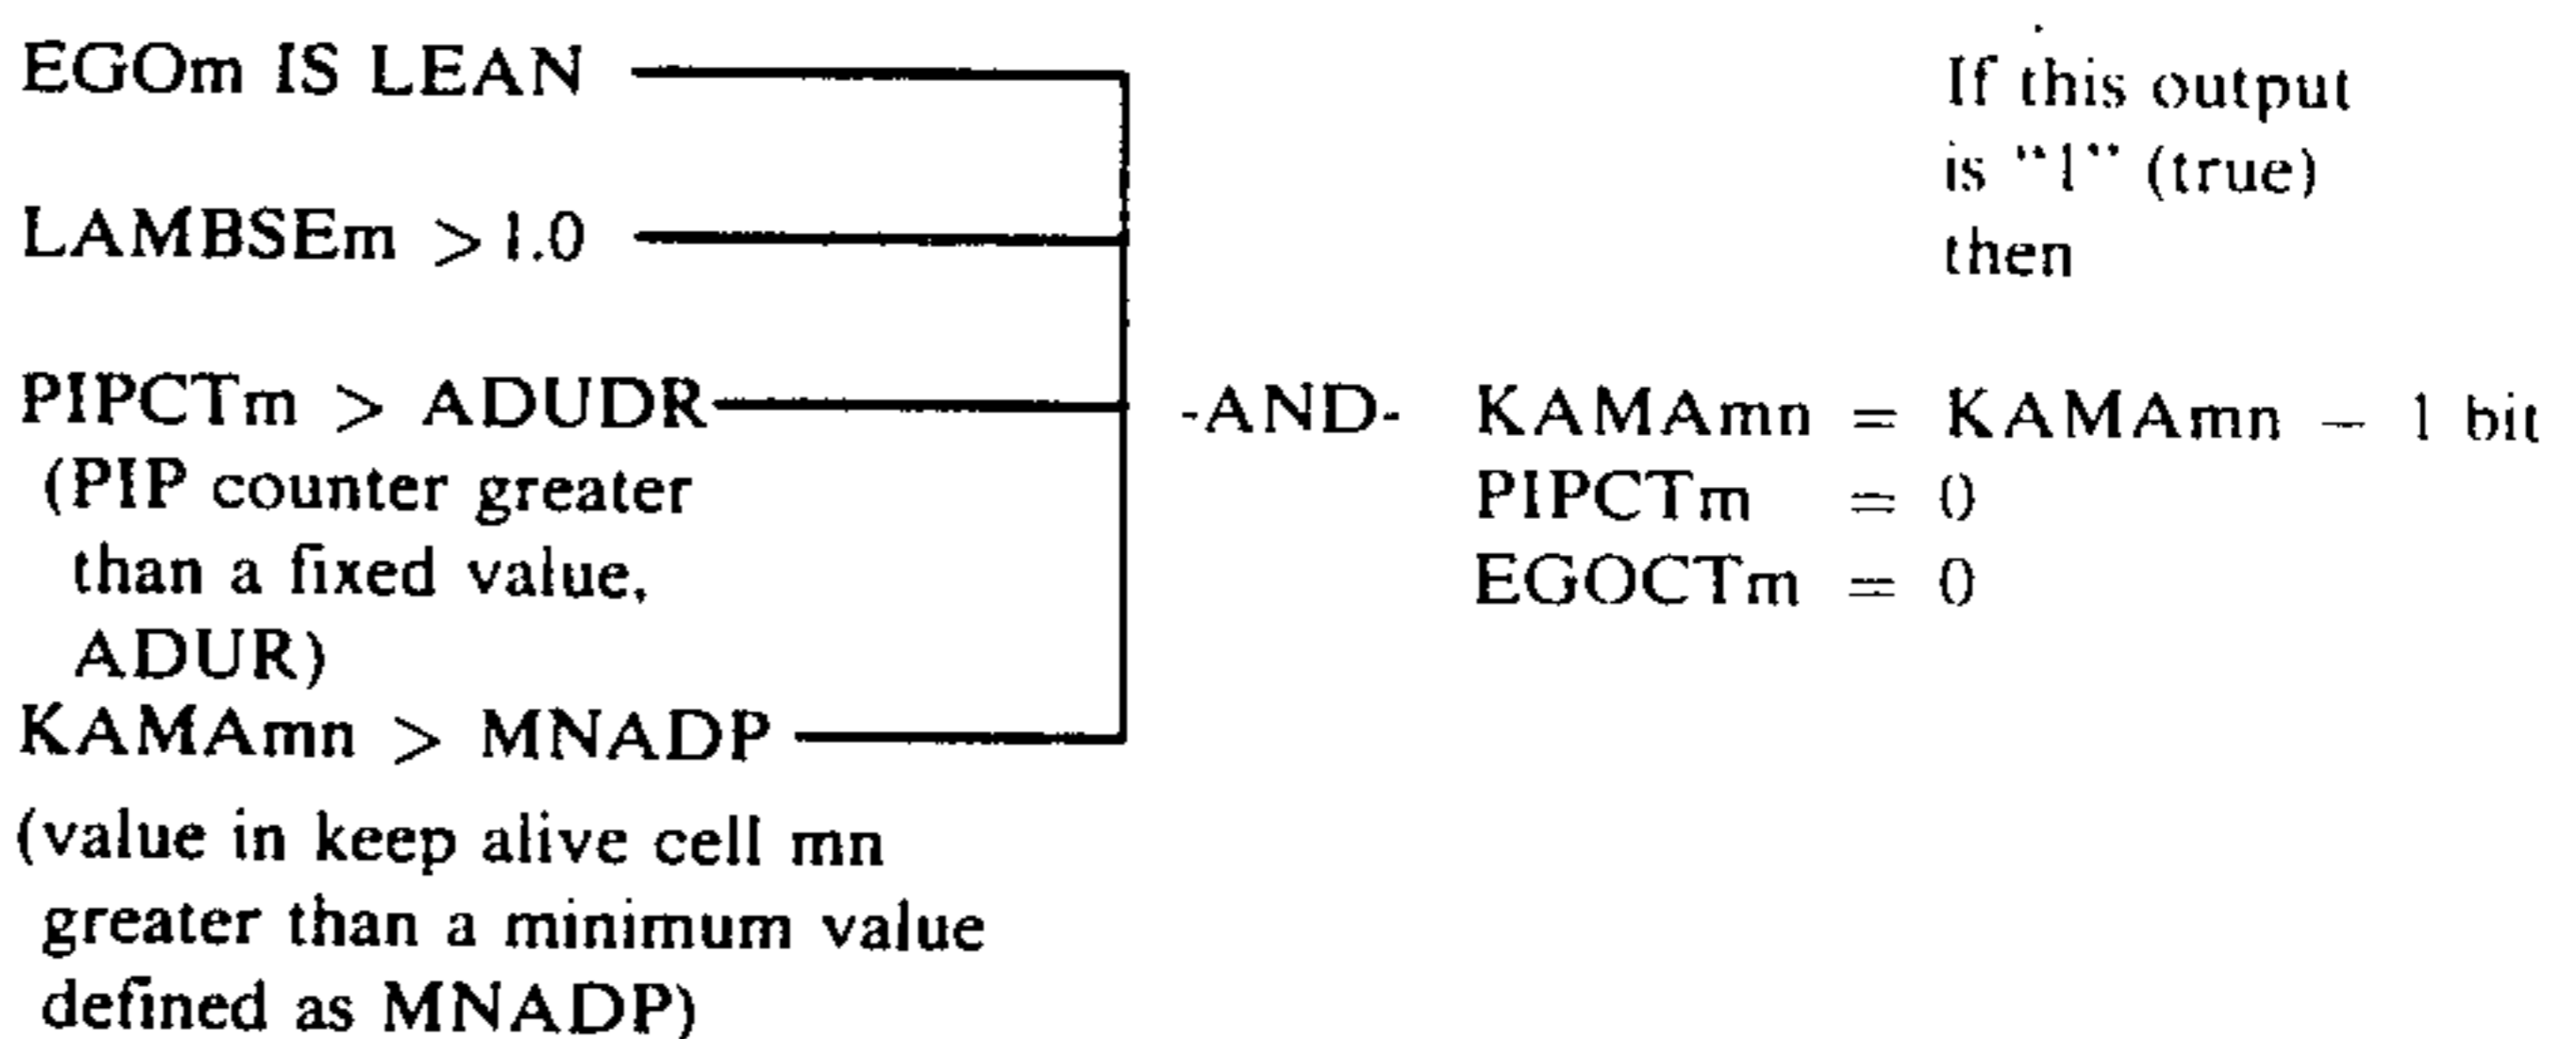 EGOm IS LEAN
If this output
is "1" (true)
then
LAMBSEm > 1.0
PIPCTm > ADUDR
(PIP counter greater
than a fixed value,
ADUR)
KAMAmn > MNADP
(value in keep alive cell mn
greater than a minimum value
defined as MNADP)
-AND-
KAMAmn = KAMAmn – 1 bit
PIPCTm = 0
EGOCTm = 0